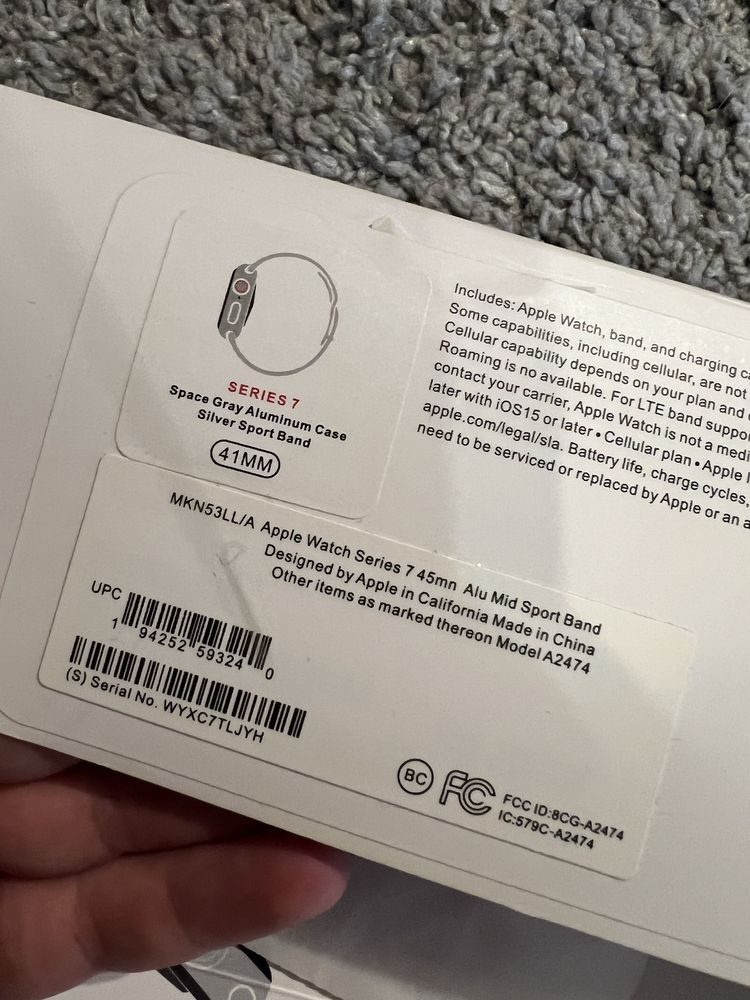 SERIES 7
Space Gray Aluminum Case
Silver Sport Band
41MM
Includes: Apple Watch, band, and charging
Some capabilities, including cellular, are not
Cellular capability depends on your plan and
Roaming is no available. For LTE band
contact your carrier, Apple Watch is not a
later with iOS15 or later • Cellular plan • Apple
apple.com/legal/sla. Battery life, charge cycles,
need to be serviced or replaced by Apple or an
MKN53LL/A Apple Watch Series 7 45mn Alu Mid Sport Band
Designed by Apple in California Made in China
Other items as marked thereon Model A2474
UPC
1 94252 59324 0
(S) Serial No. WYXC7TLJYH
BC FC FCC ID:8CG-A2474
IC:579C-A2474